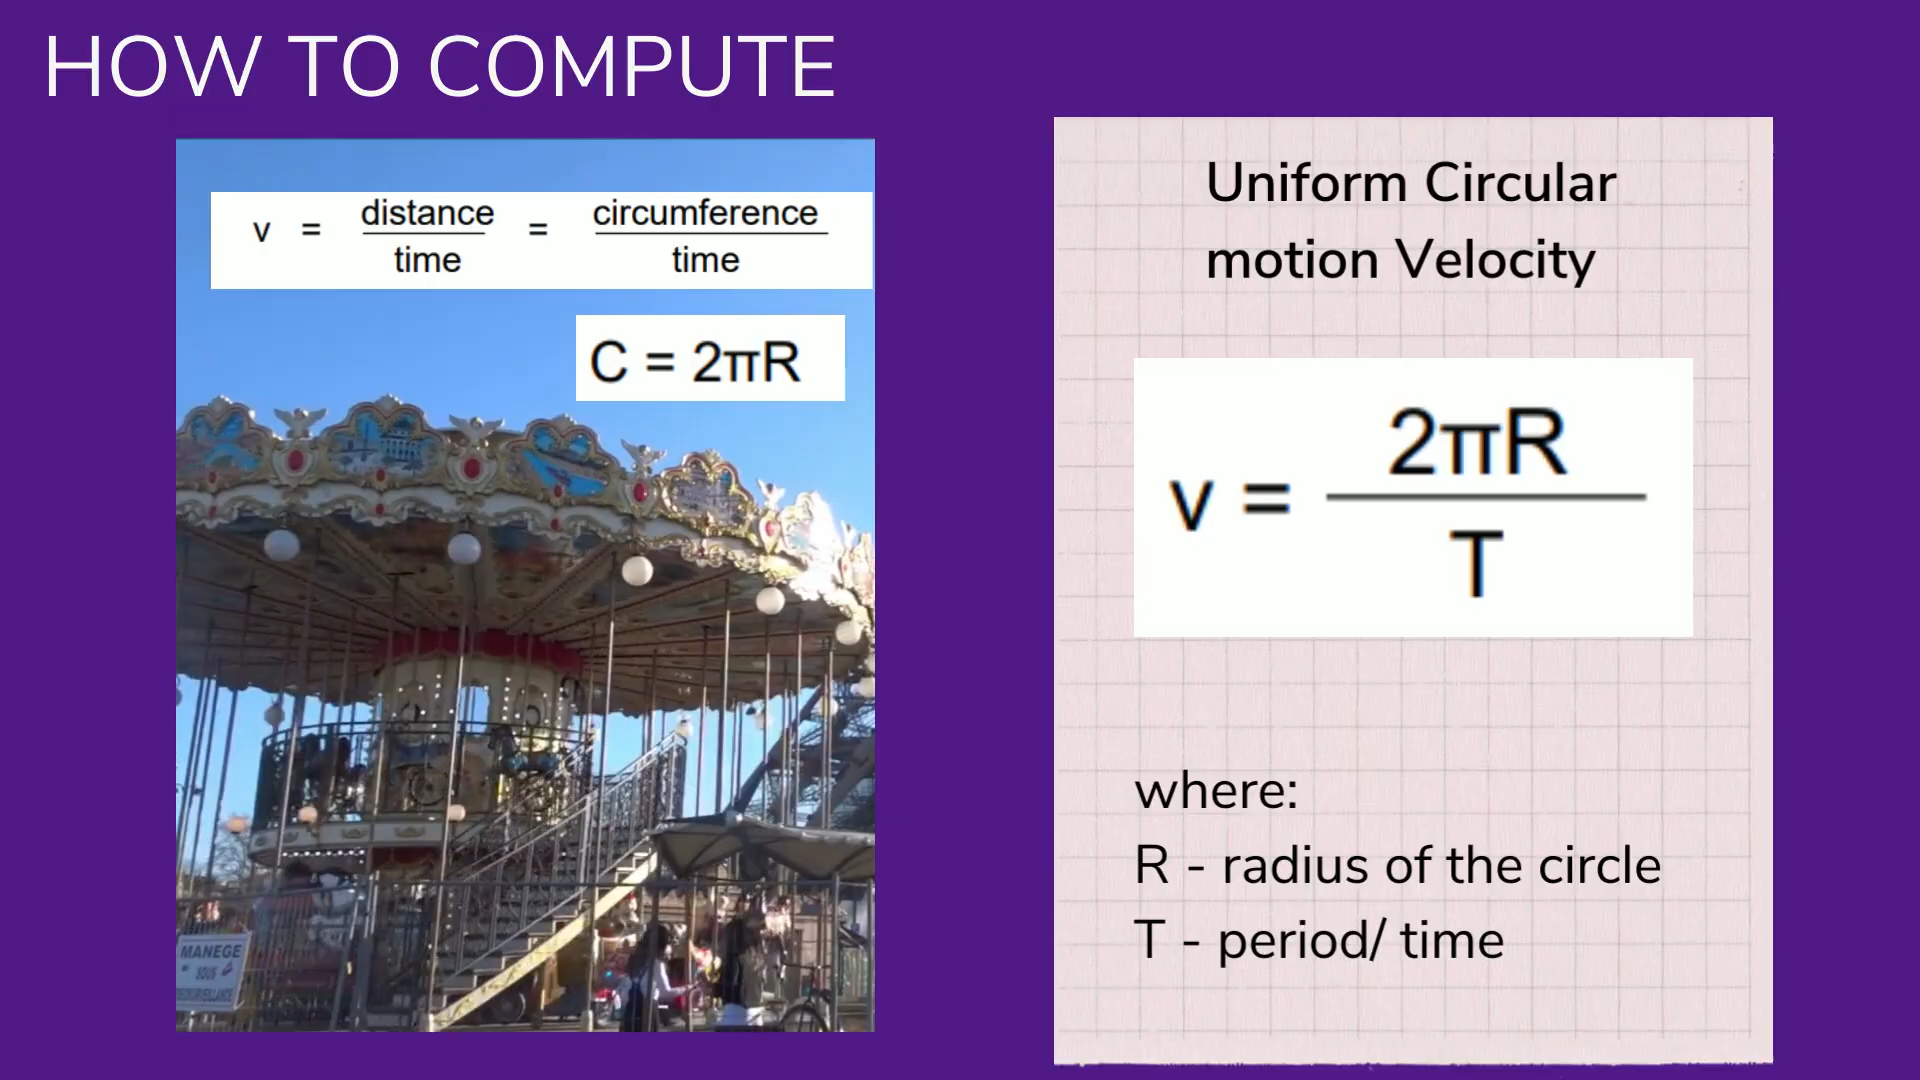 HOW TO COMPUTE
v = distance/time = circumference/time
C = 2πR
MANEGE
SOUS
Uniform Circular
motion Velocity
v = 2πR/T
where:
R - radius of the circle
T - period/ time